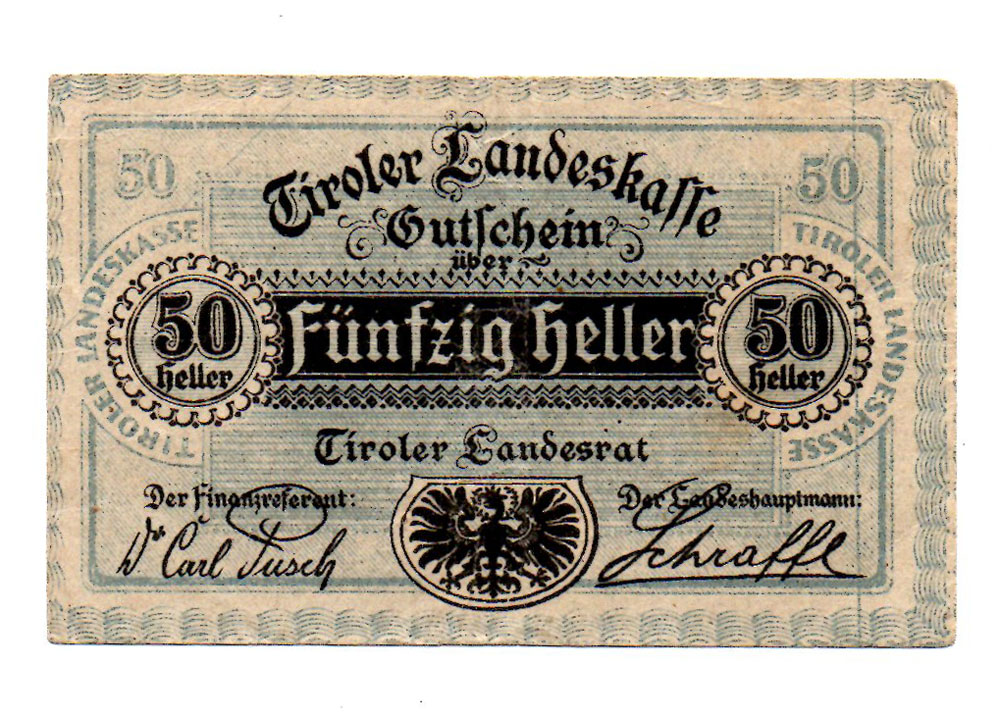 50
50
Tiroler Landeskasse
Gutschein
über
TIROLER LANDESKASSE
TIROLER LANDESKASSE
50
Heller
Fünfzig Heller
50
Heller
Tiroler Landesrat
Der Finanzreferent:
Der Landeshauptmann:
Dr Carl Pusch
Schraffl